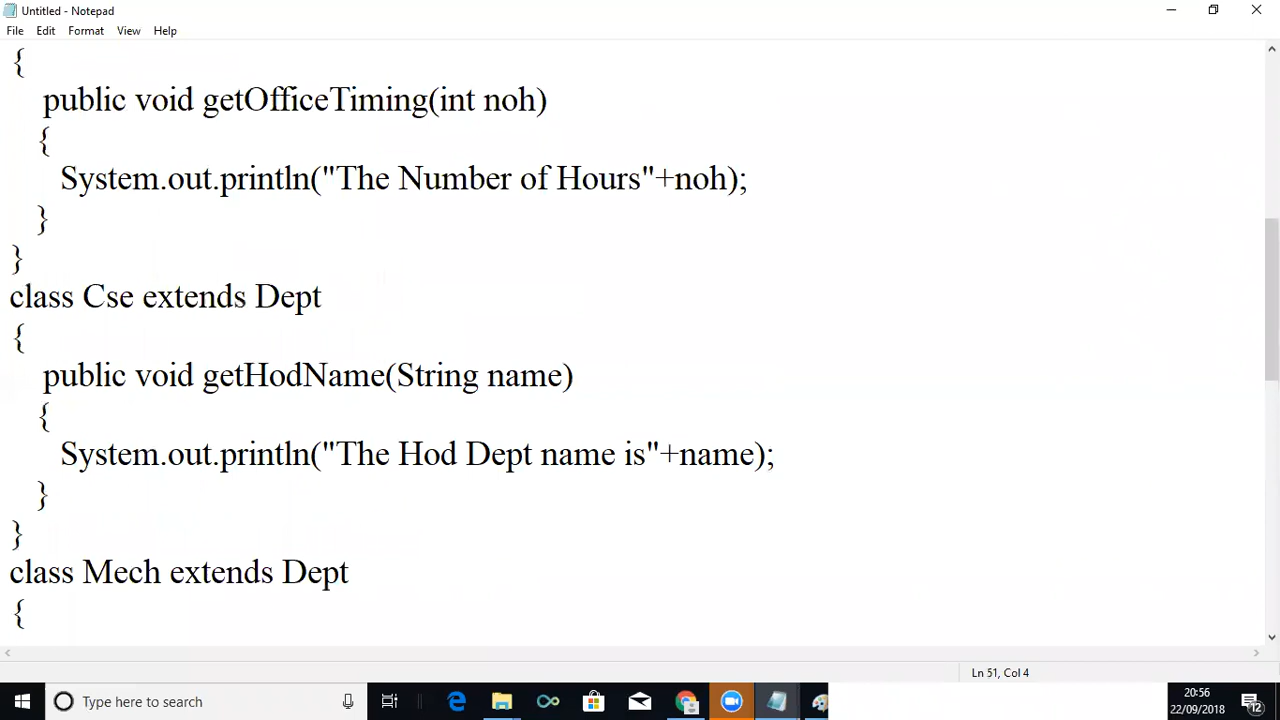 Untitled - Notepad
File Edit Format View Help
{
public void getOfficeTiming(int noh)
{
System.out.println("The Number of Hours"+noh);
}
}
class Cse extends Dept
{
public void getHodName(String name)
{
System.out.println("The Hod Dept name is"+name);
}
}
class Mech extends Dept
{
Ln 51, Col 4
Type here to search
20:56
22/09/2018
12